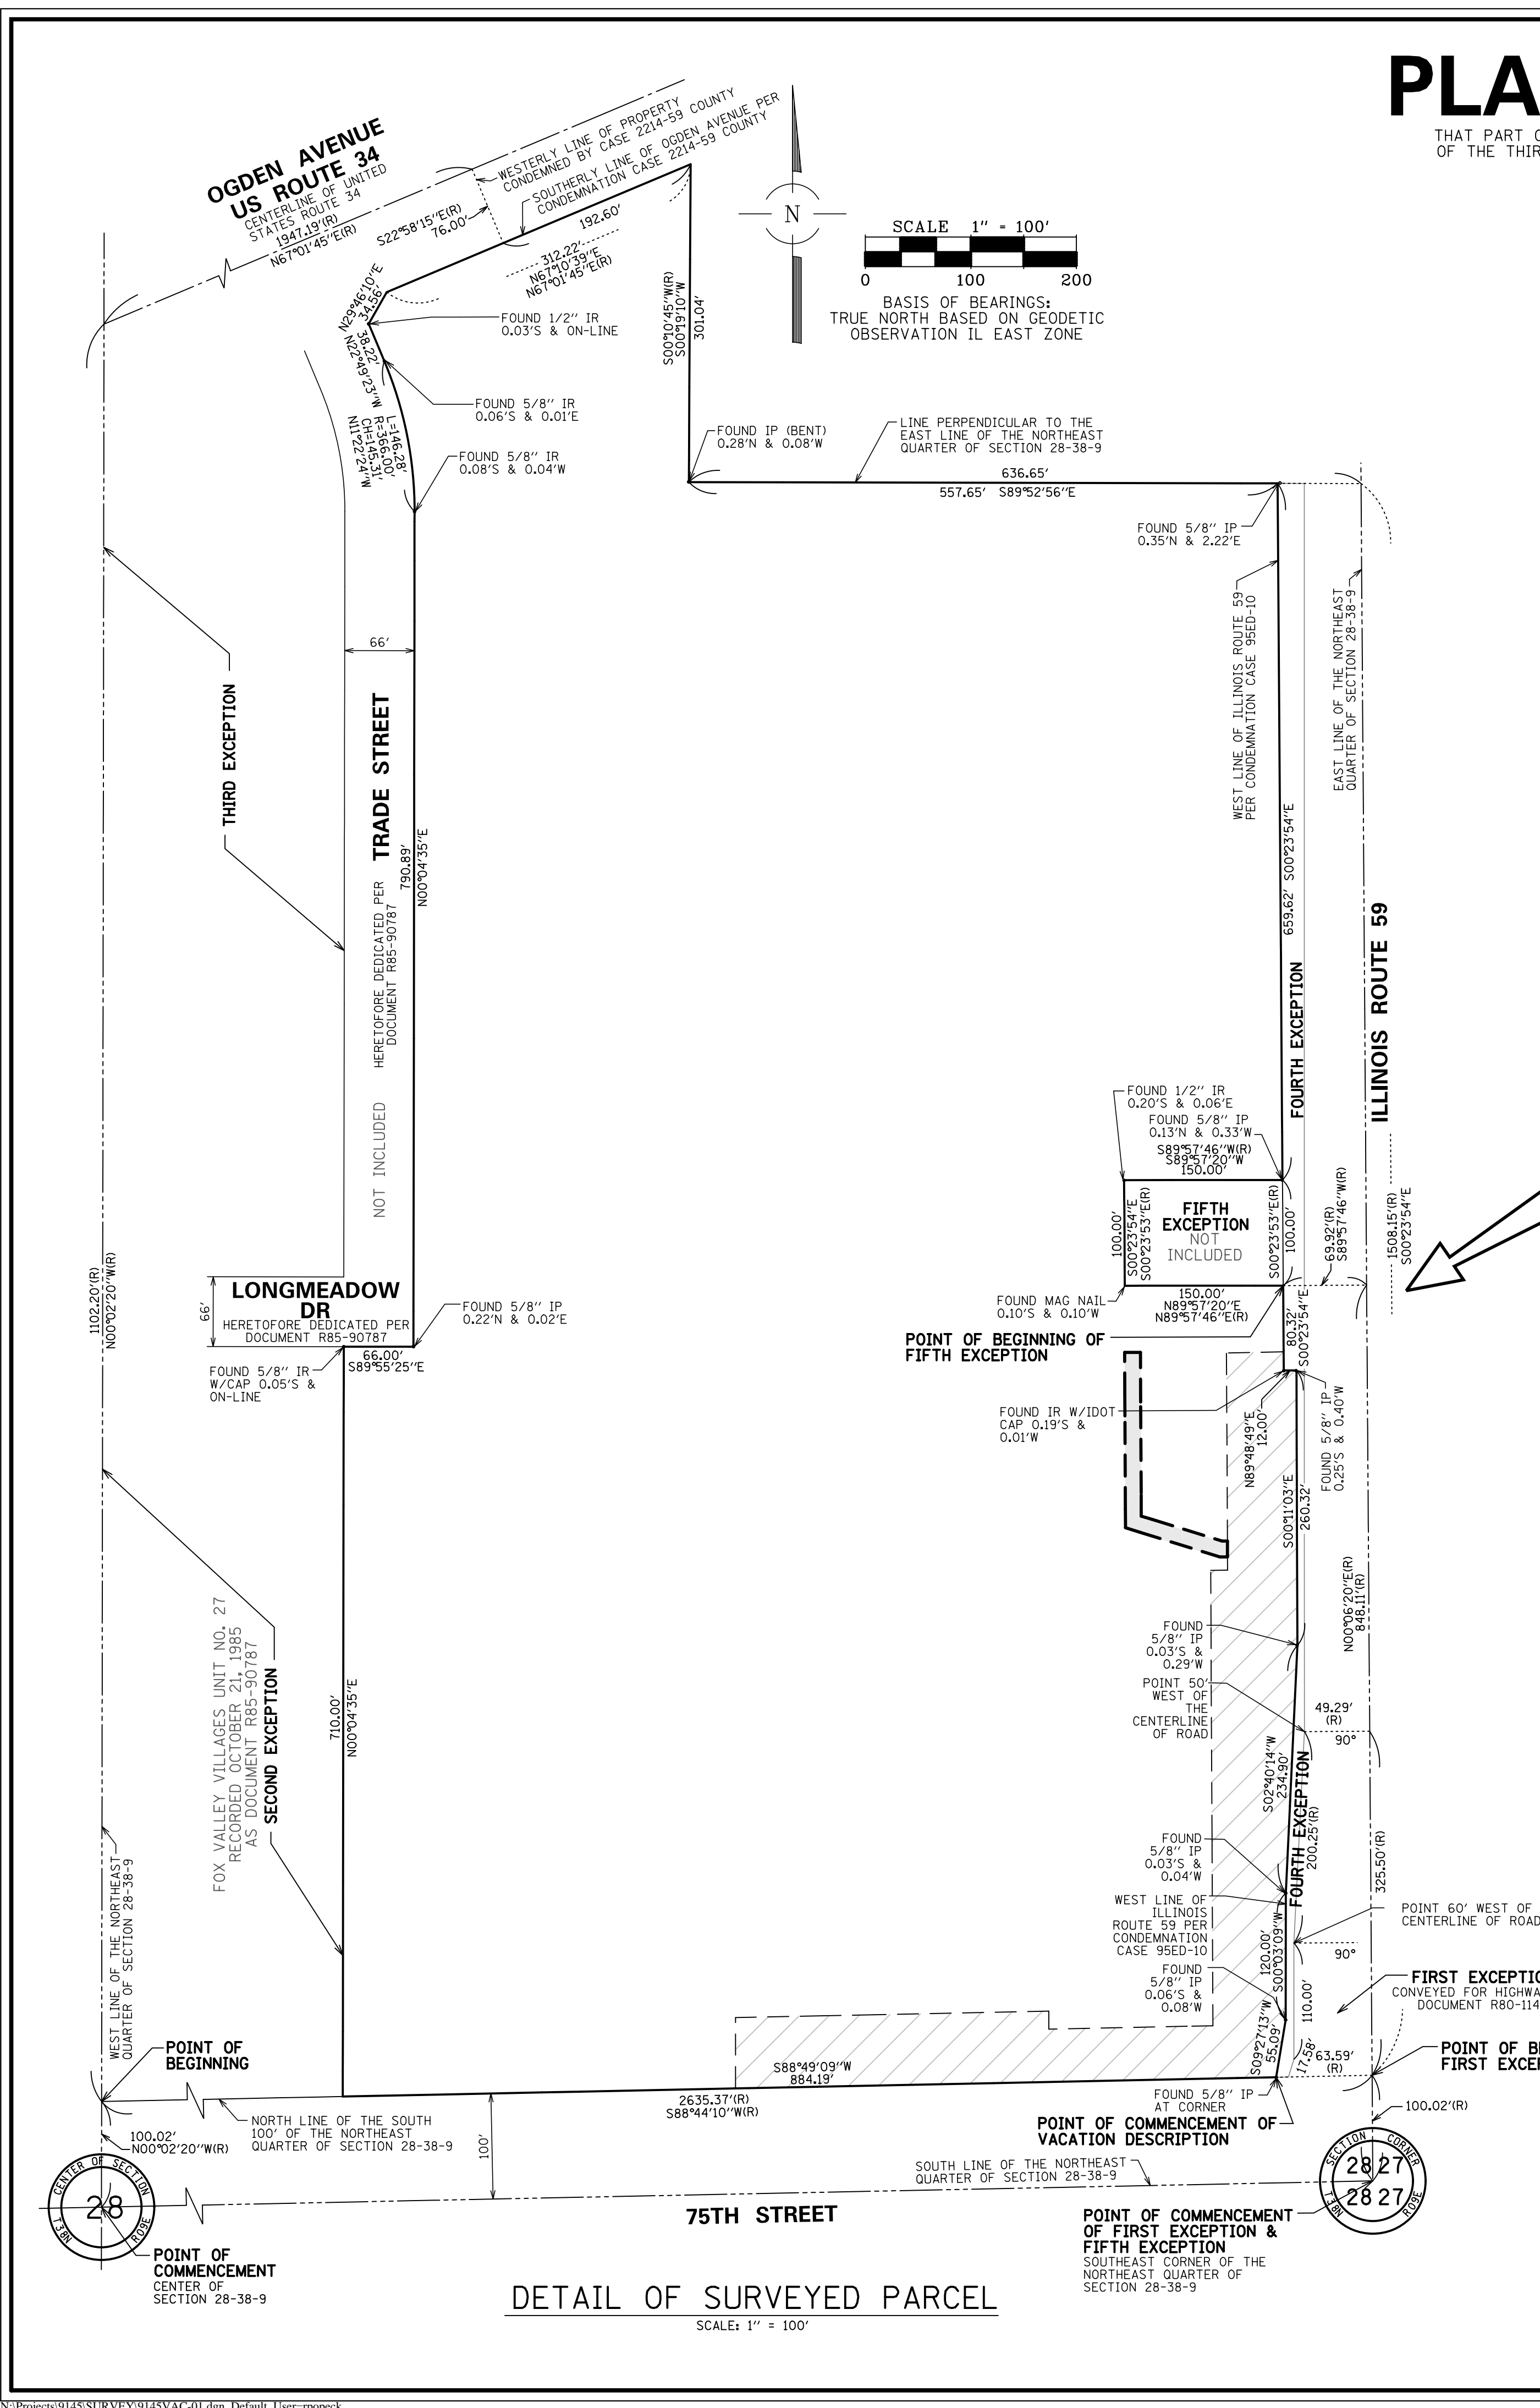 PLA
THAT PART O
OF THE THIR
OGDEN AVENUE
US ROUTE 34
CENTERLINE OF UNITED
STATES ROUTE 34
1947.19'(R)
N67°01'45"E(R)
WESTERLY LINE OF PROPERTY
CONDEMNED BY CASE 2214-59 COUNTY
SOUTHERLY LINE OF OGDEN AVENUE PER
CONDEMNATION CASE 2214-59 COUNTY
S22°58'15"E(R)
76.00'
192.60'
312.22'
N67°10'39"E
N67°01'45"E(R)
N
SCALE 1" = 100'
0 100 200
BASIS OF BEARINGS:
TRUE NORTH BASED ON GEODETIC
OBSERVATION IL EAST ZONE
N29°46'10"E
34.56'
38.22'
N22°49'23"W
FOUND 1/2" IR
0.03'S & ON-LINE
S00°10'45"W(R)
S00°19'10"W
301.04'
FOUND 5/8" IR
0.06'S & 0.01'E
L=146.28'
R=366.00'
CH=145.31'
N11°22'24"W
FOUND 5/8" IR
0.08'S & 0.04'W
FOUND IP (BENT)
0.28'N & 0.08'W
LINE PERPENDICULAR TO THE
EAST LINE OF THE NORTHEAST
QUARTER OF SECTION 28-38-9
636.65'
557.65' S89°52'56"E
FOUND 5/8" IP
0.35'N & 2.22'E
WEST LINE OF ILLINOIS ROUTE 59
PER CONDEMNATION CASE 95ED-10
EAST LINE OF THE NORTHEAST
QUARTER OF SECTION 28-38-9
66'
THIRD EXCEPTION
TRADE STREET
HERETOFORE DEDICATED PER
DOCUMENT R85-90787
NOT INCLUDED
790.89'
N00°04'35"E
659.62' S00°23'54"E
FOURTH EXCEPTION
ILLINOIS ROUTE 59
FOUND 1/2" IR
0.20'S & 0.06'E
FOUND 5/8" IP
0.13'N & 0.33'W
S89°57'46"W(R)
S89°57'20"W
150.00'
100.00'
S00°23'54"E
S00°23'53"E(R)
FIFTH
EXCEPTION
NOT
INCLUDED
S00°23'53"E(R)
100.00'
69.92'(R)
S89°57'46"W(R)
1508.15'(R)
S00°23'54"E
FOUND MAG NAIL
0.10'S & 0.10'W
150.00'
N89°57'20"E
N89°57'46"E(R)
POINT OF BEGINNING OF
FIFTH EXCEPTION
80.32'
S00°23'54"E
1102.20'(R)
N00°02'20"W(R)
66'
LONGMEADOW
DR
HERETOFORE DEDICATED PER
DOCUMENT R85-90787
FOUND 5/8" IP
0.22'N & 0.02'E
66.00'
S89°55'25"E
FOUND 5/8" IR
W/CAP 0.05'S &
ON-LINE
FOUND IR W/IDOT
CAP 0.19'S &
0.01'W
N89°48'49"E
12.00'
FOUND 5/8" IP
0.25'S & 0.40'W
S00°11'03"E
260.32'
N00°06'20"E(R)
848.11'(R)
FOX VALLEY VILLAGES UNIT NO. 27
RECORDED OCTOBER 21, 1985
AS DOCUMENT R85-90787
SECOND EXCEPTION
710.00'
N00°04'35"E
FOUND
5/8" IP
0.03'S &
0.29'W
POINT 50'
WEST OF
THE
CENTERLINE
OF ROAD
49.29'
(R)
90°
S02°40'14"W
234.90'
FOURTH EXCEPTION
200.25'(R)
325.50'(R)
FOUND
5/8" IP
0.03'S &
0.04'W
WEST LINE OF
ILLINOIS
ROUTE 59 PER
CONDEMNATION
CASE 95ED-10
POINT 60' WEST OF
CENTERLINE OF ROAD
90°
120.00'
S00°03'09"W
FOUND
5/8" IP
0.06'S &
0.08'W
110.00'
FIRST EXCEPTIO
CONVEYED FOR HIGHWA
DOCUMENT R80-114
WEST LINE OF THE NORTHEAST
QUARTER OF SECTION 28-38-9
POINT OF
BEGINNING
S09°27'13"W
55.09'
17.58'
63.59'
(R)
POINT OF B
FIRST EXCE
S88°49'09"W
884.19'
2635.37'(R)
S88°44'10"W(R)
FOUND 5/8" IP
AT CORNER
100.02'(R)
NORTH LINE OF THE SOUTH
100' OF THE NORTHEAST
QUARTER OF SECTION 28-38-9
100.02'
N00°02'20"W(R)
100'
POINT OF COMMENCEMENT OF
VACATION DESCRIPTION
SOUTH LINE OF THE NORTHEAST
QUARTER OF SECTION 28-38-9
CENTER OF SECTION
28
T38N R09E
SECTION CORNER
28 27
28 27
T38N R09E
75TH STREET
POINT OF COMMENCEMENT
OF FIRST EXCEPTION &
FIFTH EXCEPTION
SOUTHEAST CORNER OF THE
NORTHEAST QUARTER OF
SECTION 28-38-9
POINT OF
COMMENCEMENT
CENTER OF
SECTION 28-38-9
DETAIL OF SURVEYED PARCEL
SCALE: 1" = 100'
N:\Projects\9145\SURVEY\9145VAC-01.dgn Default User=rpopeck